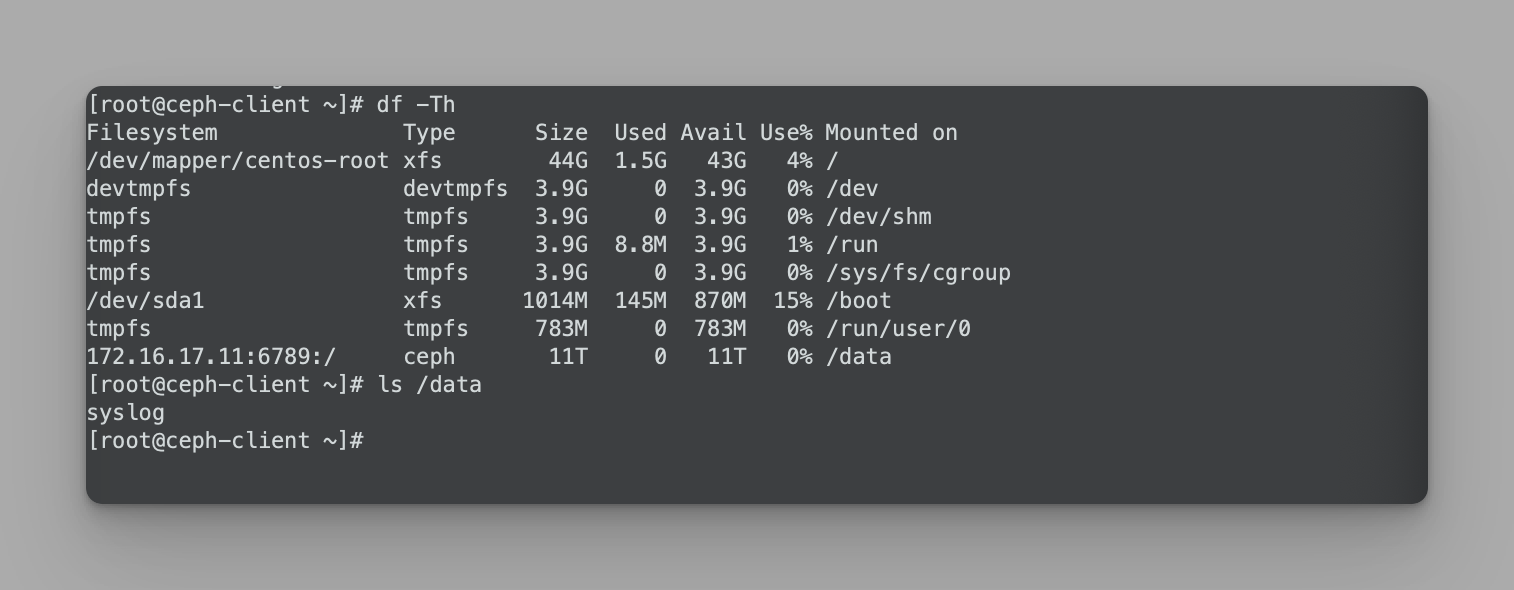 [root@ceph-client ~]# df -Th
Filesystem              Type      Size  Used Avail Use% Mounted on
/dev/mapper/centos-root xfs        44G  1.5G   43G   4% /
devtmpfs                devtmpfs  3.9G     0  3.9G   0% /dev
tmpfs                   tmpfs     3.9G     0  3.9G   0% /dev/shm
tmpfs                   tmpfs     3.9G  8.8M  3.9G   1% /run
tmpfs                   tmpfs     3.9G     0  3.9G   0% /sys/fs/cgroup
/dev/sda1               xfs      1014M  145M  870M  15% /boot
tmpfs                   tmpfs     783M     0  783M   0% /run/user/0
172.16.17.11:6789:/     ceph       11T     0   11T   0% /data
[root@ceph-client ~]# ls /data
syslog
[root@ceph-client ~]#